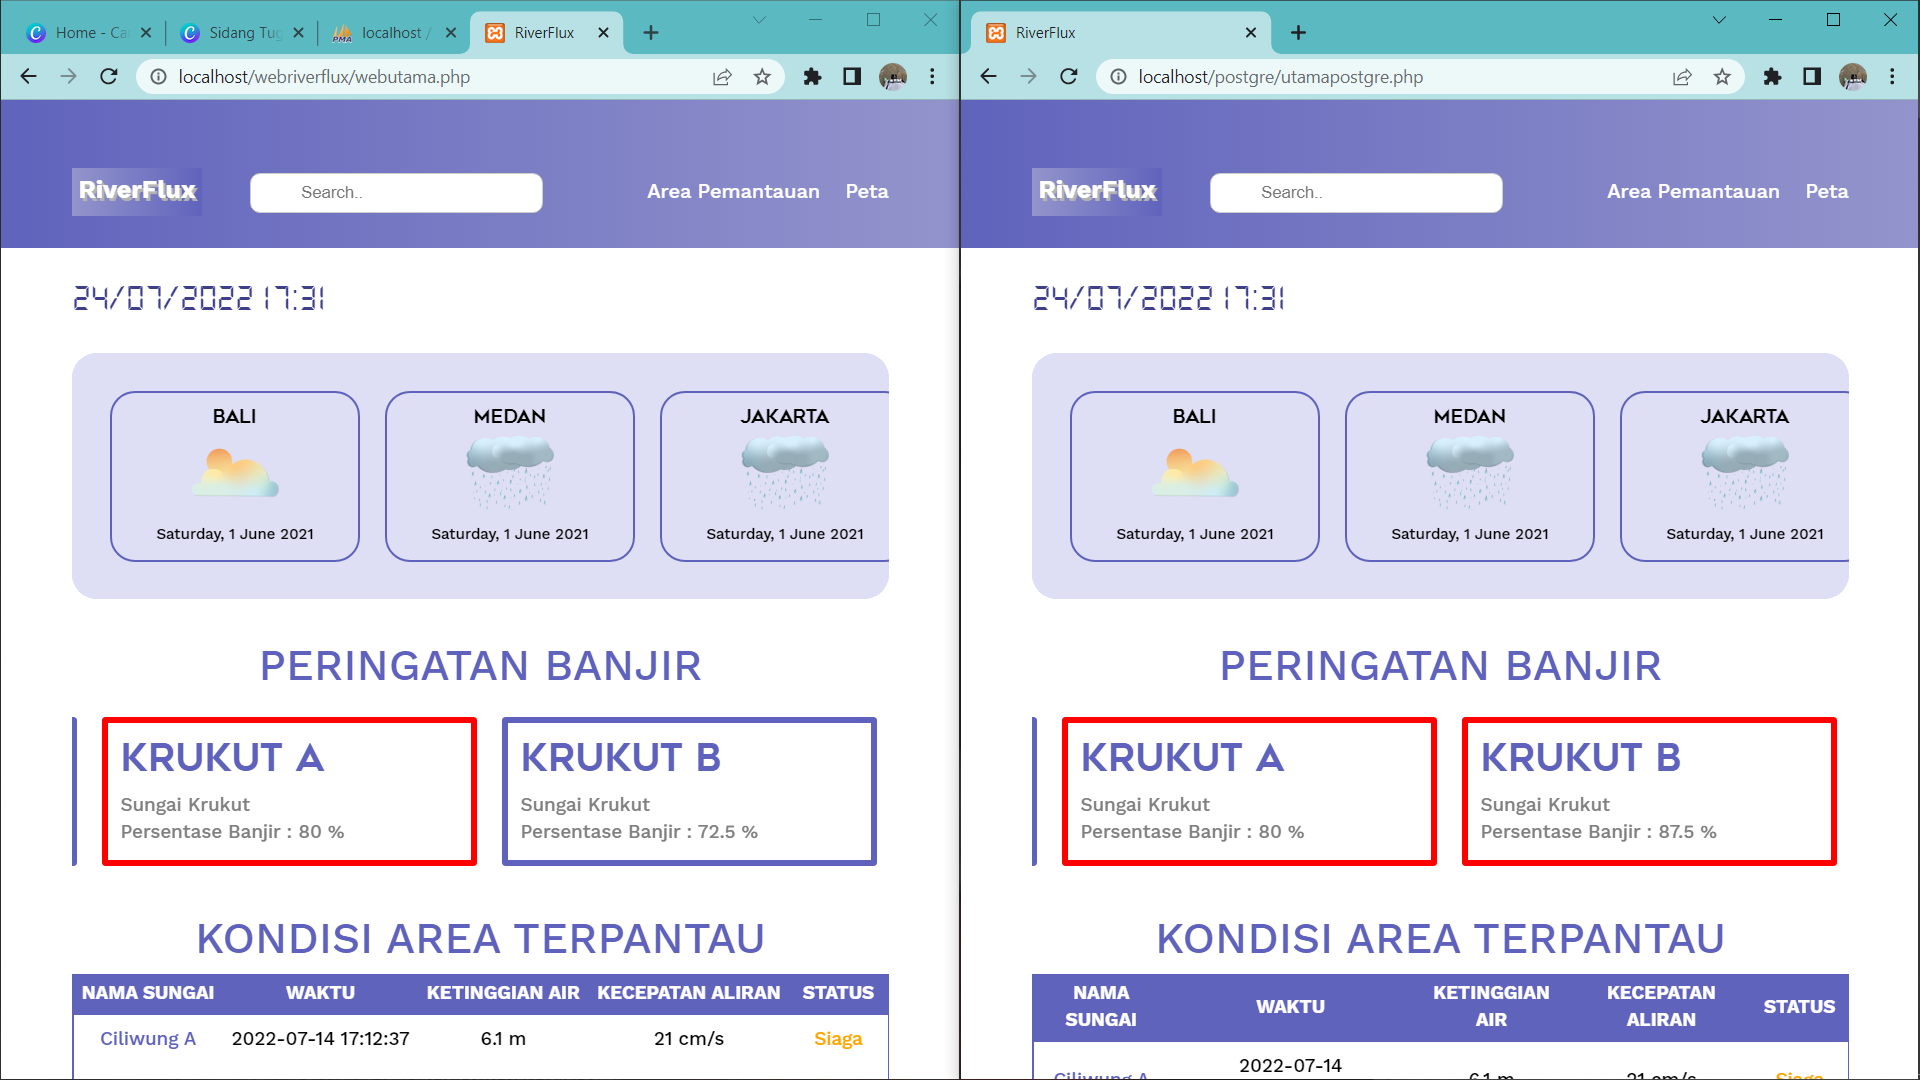 Home - Ca
Sidang Tug
localhost /
RiverFlux
localhost/webriverflux/webutama.php
RiverFlux
Search..
Area Pemantauan
Peta
24/07/2022 17:31
BALI
MEDAN
JAKARTA
Saturday, 1 June 2021
Saturday, 1 June 2021
Saturday, 1 June 2021
PERINGATAN BANJIR
KRUKUT A
Sungai Krukut
Persentase Banjir : 80 %
KRUKUT B
Sungai Krukut
Persentase Banjir : 72.5 %
KONDISI AREA TERPANTAU
NAMA SUNGAI WAKTU KETINGGIAN AIR KECEPATAN ALIRAN STATUS
Ciliwung A 2022-07-14 17:12:37 6.1 m 21 cm/s Siaga
RiverFlux
localhost/postgre/utamapostgre.php
RiverFlux
Search..
Area Pemantauan
Peta
24/07/2022 17:31
BALI
MEDAN
JAKARTA
Saturday, 1 June 2021
Saturday, 1 June 2021
Saturday, 1 June 2021
PERINGATAN BANJIR
KRUKUT A
Sungai Krukut
Persentase Banjir : 80 %
KRUKUT B
Sungai Krukut
Persentase Banjir : 87.5 %
KONDISI AREA TERPANTAU
NAMA
SUNGAI
WAKTU
KETINGGIAN
AIR
KECEPATAN
ALIRAN
STATUS
2022-07-14
Ciliwung A 6.1 m 21 cm/s Siaga